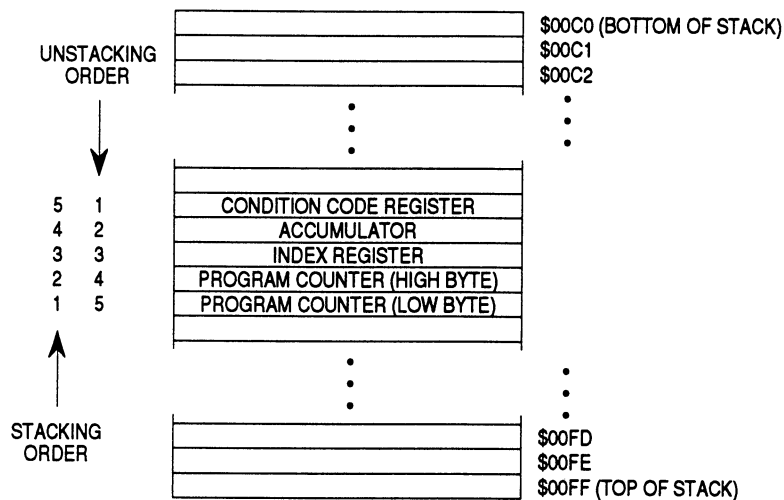 $00C0 (BOTTOM OF STACK)
UNSTACKING
ORDER
$00C1
$00C2
5 1 CONDITION CODE REGISTER
4 2 ACCUMULATOR
3 3 INDEX REGISTER
2 4 PROGRAM COUNTER (HIGH BYTE)
1 5 PROGRAM COUNTER (LOW BYTE)
STACKING
ORDER
$00FD
$00FE
$00FF (TOP OF STACK)